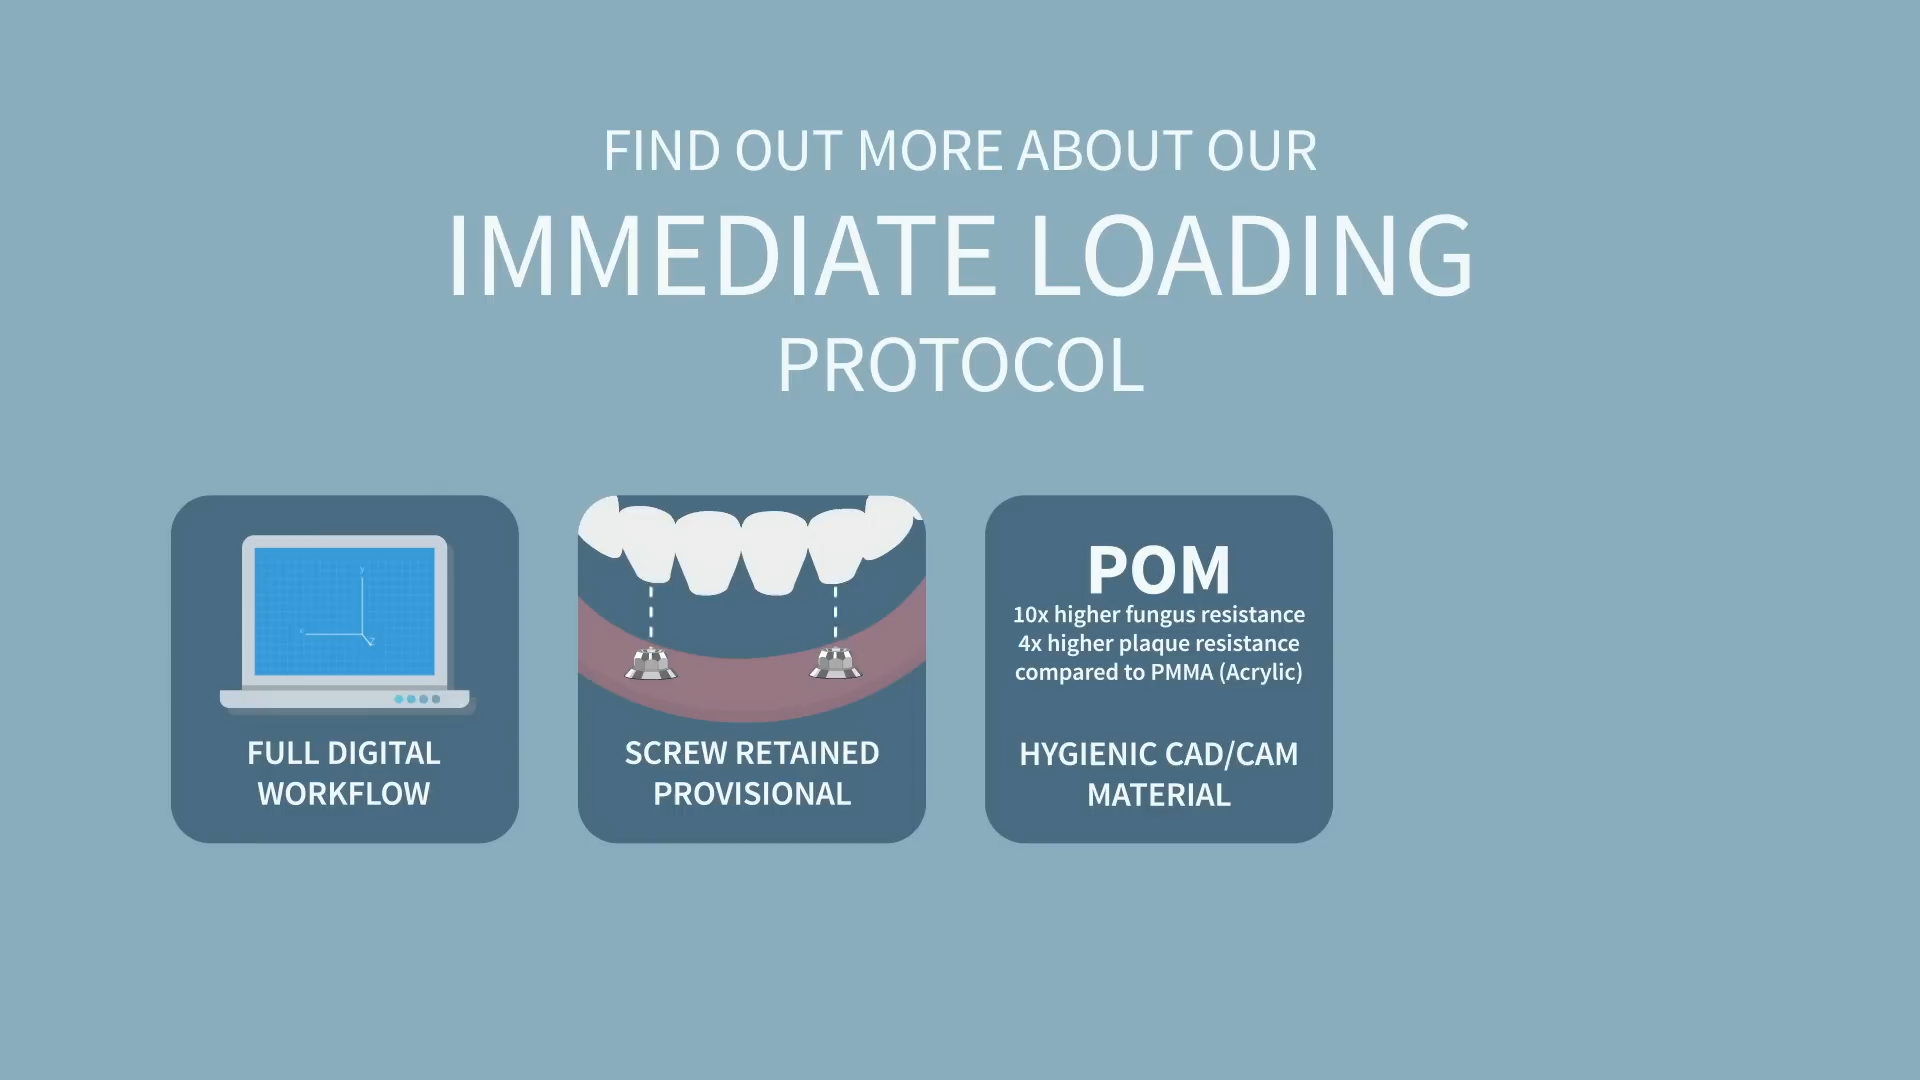 FIND OUT MORE ABOUT OUR
IMMEDIATE LOADING
PROTOCOL
y
x
Z
FULL DIGITAL
WORKFLOW
SCREW RETAINED
PROVISIONAL
POM
10x higher fungus resistance
4x higher plaque resistance
compared to PMMA (Acrylic)
HYGIENIC CAD/CAM
MATERIAL